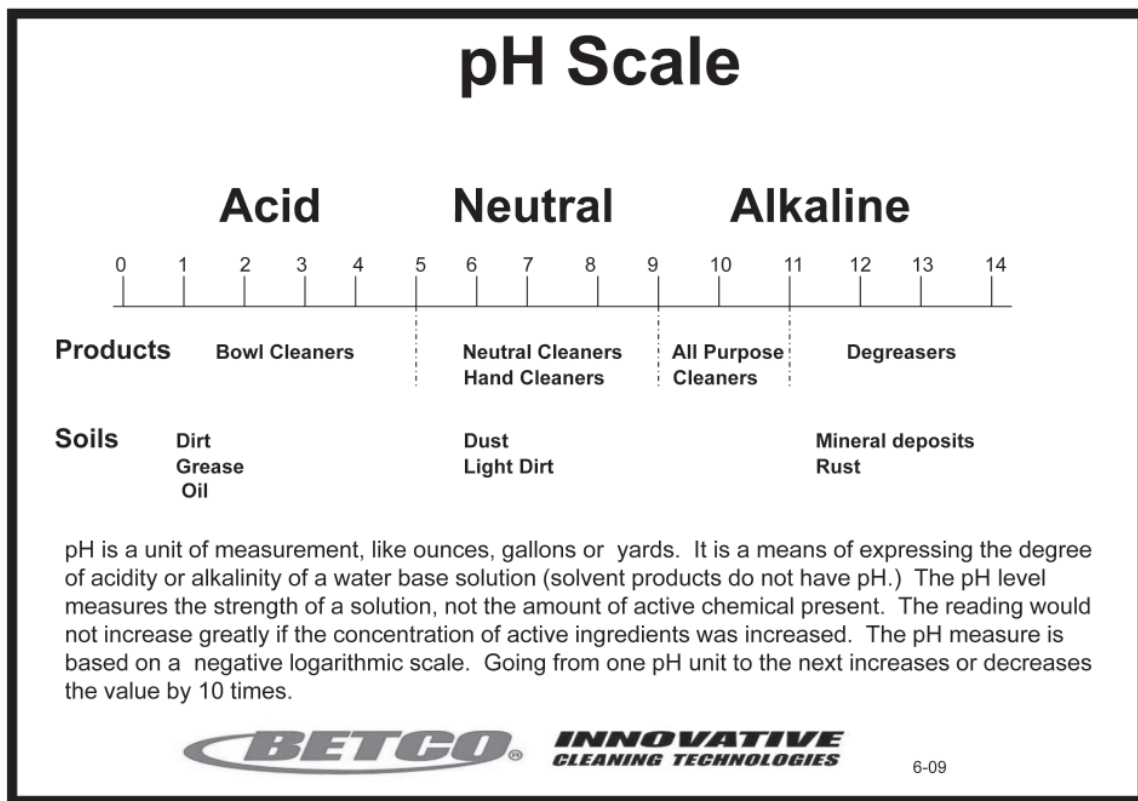 pH Scale
Acid Neutral Alkaline
0 1 2 3 4 5 6 7 8 9 10 11 12 13 14
Products Bowl Cleaners Neutral Cleaners All Purpose Degreasers
Hand Cleaners Cleaners
Soils Dirt Dust Mineral deposits
Grease Light Dirt Rust
Oil
pH is a unit of measurement, like ounces, gallons or yards. It is a means of expressing the degree
of acidity or alkalinity of a water base solution (solvent products do not have pH.) The pH level
measures the strength of a solution, not the amount of active chemical present. The reading would
not increase greatly if the concentration of active ingredients was increased. The pH measure is
based on a negative logarithmic scale. Going from one pH unit to the next increases or decreases
the value by 10 times.
BETCO® INNOVATIVE
CLEANING TECHNOLOGIES
6-09